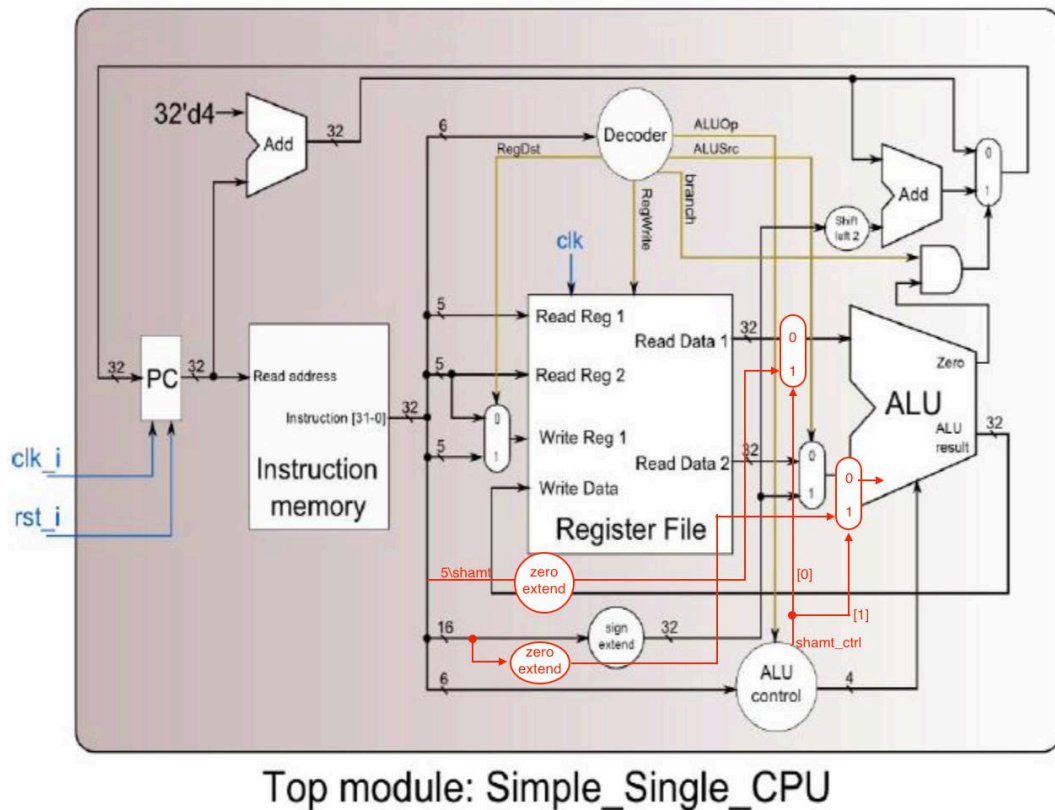 32'd4
Add
32
6
Decoder
ALUOp
ALUSrc
RegDst
RegWrite
branch
0
1
Add
Shift
left 2
clk
5
Read Reg 1
Read Data 1
32
0
1
Zero
ALU
ALU
result
32
32
PC
32
Read address
Instruction [31-0]
32
Instruction
memory
clk_i
rst_i
5
Read Reg 2
0
1
5
Write Reg 1
Read Data 2
32
0
1
0
1
Write Data
Register File
5\shamt
zero
extend
[0]
[1]
shamt_ctrl
16
sign
extend
32
zero
extend
6
ALU
control
4
Top module: Simple_Single_CPU